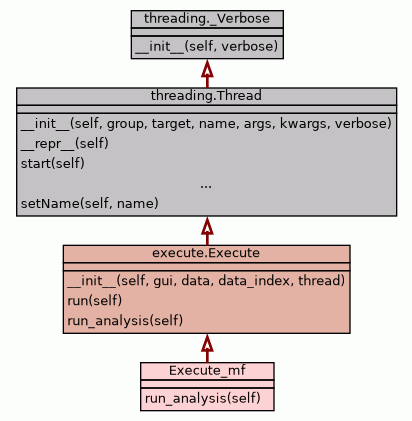 threading._Verbose
__init__(self, verbose)
threading.Thread
__init__(self, group, target, name, args, kwargs, verbose)
__repr__(self)
start(self)
...
setName(self, name)
execute.Execute
__init__(self, gui, data, data_index, thread)
run(self)
run_analysis(self)
Execute_mf
run_analysis(self)